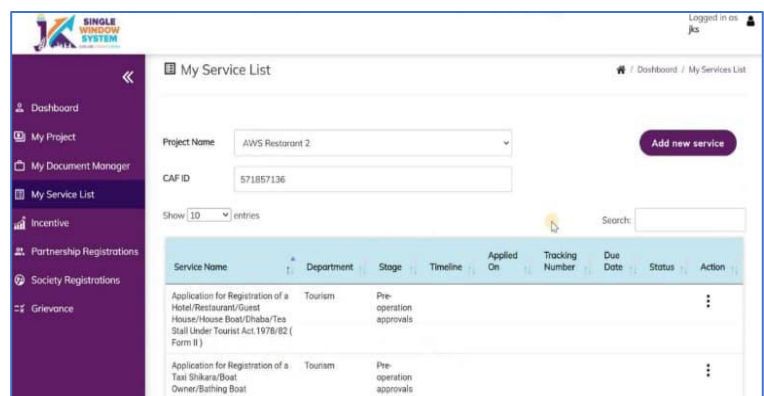 SINGLE
WINDOW
SYSTEM
Logged in as
jks
My Service List
/ Dashboard / My Services List
Dashboard
My Project
My Document Manager
My Service List
Incentive
Partnership Registrations
Society Registrations
Grievance
Project Name
AWS Restarant 2
Add new service
CAF ID
571857136
Show 10 entries
Search:
Service Name Department Stage Timeline Applied On Tracking Number Due Date Status Action
Application for Registration of a Tourism Pre-
Hotel/Restaurant/Guest operation
House/House Boat/Dhaba/Tea approvals
Stall Under Tourist Act.1978/82 (
Form II )
Application for Registration of a Tourism Pre-
Taxi Shikara/Boat operation
Owner/Bathing Boat approvals